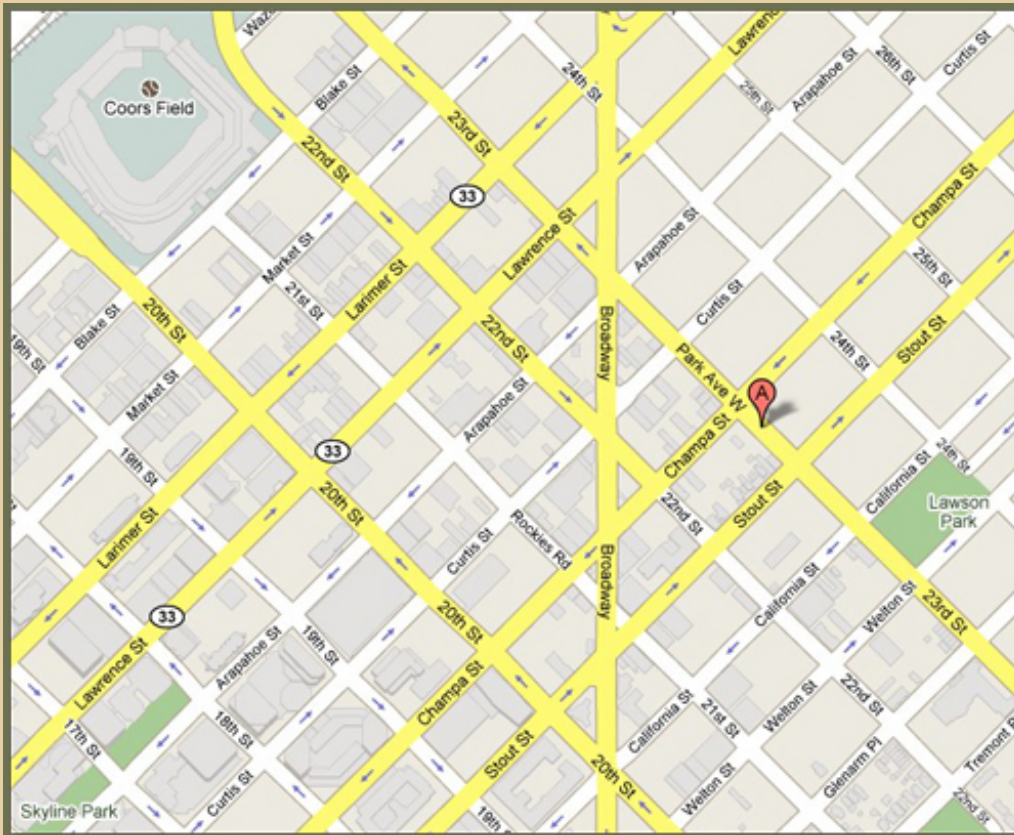 Blake St
24th St
Lawrence
Arapahoe St
26th St
Curtis St
25th St
Coors Field
23rd St
22nd St
33
Champa St
Arapahoe St
Lawrence St
Market St
Larimer St
25th St
21st St
Curtis St
20th St
Blake St
19th St
22nd St
Broadway
24th St
Stout St
Park Ave W
A
Market St
Arapahoe St
Champa St
33
19th St
20th St
California St
24th St
Lawson
Park
Stout St
22nd St
Larimer St
Curtis St
Rockies Rd
Broadway
California St
Welton St
23rd St
33
20th St
19th St
Arapahoe St
Lawrence St
Champa St
22nd St
21st St
Welton St
California St
17th St
18th St
Stout St
20th St
Glenarm Pl
Tremont P
Curtis St
Welton St
22nd St
19th St
Skyline Park